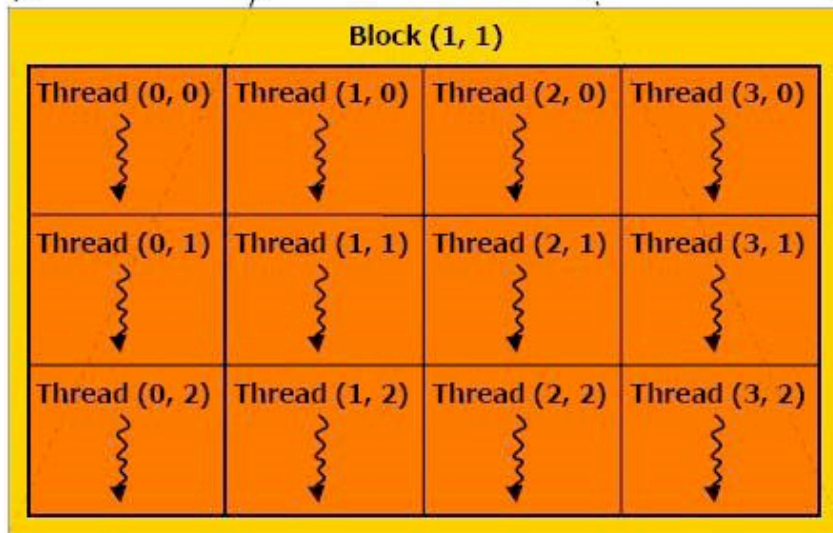 Block (1, 1)
Thread (0, 0) Thread (1, 0) Thread (2, 0) Thread (3, 0)
Thread (0, 1) Thread (1, 1) Thread (2, 1) Thread (3, 1)
Thread (0, 2) Thread (1, 2) Thread (2, 2) Thread (3, 2)